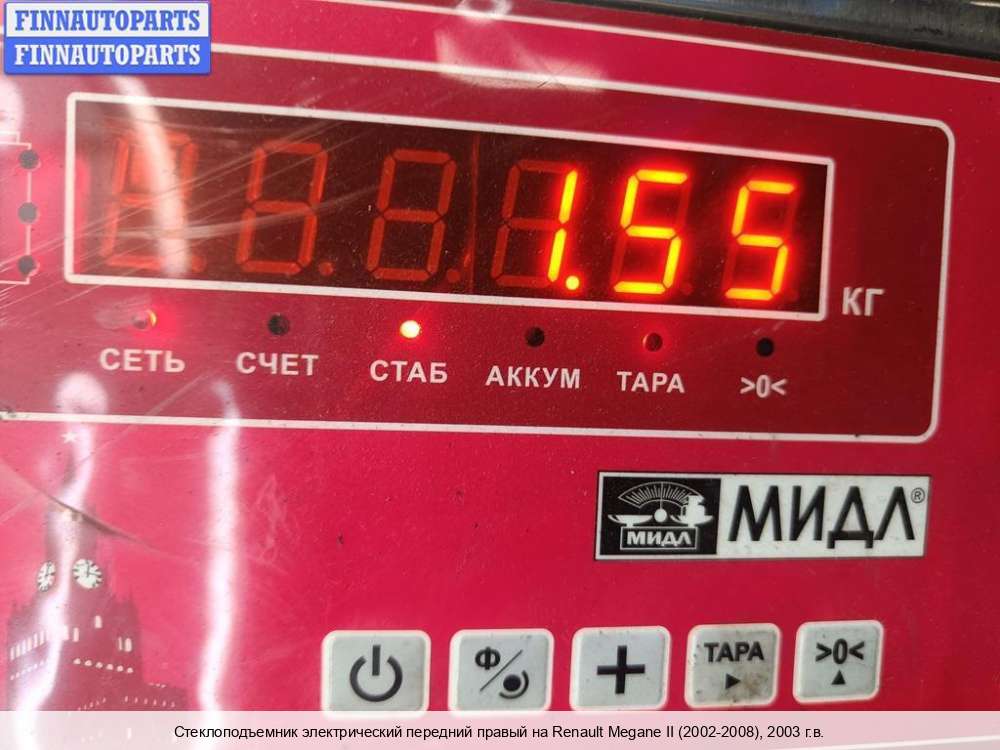 FINNAUTOPARTS
FINNAUTOPARTS
1.55
КГ
СЕТЬ СЧЕТ СТАБ АККУМ ТАРА >0<
МИДЛ МИДЛ®
Ф ТАРА >0<
Стеклоподъемник электрический передний правый на Renault Megane II (2002-2008), 2003 г.в.